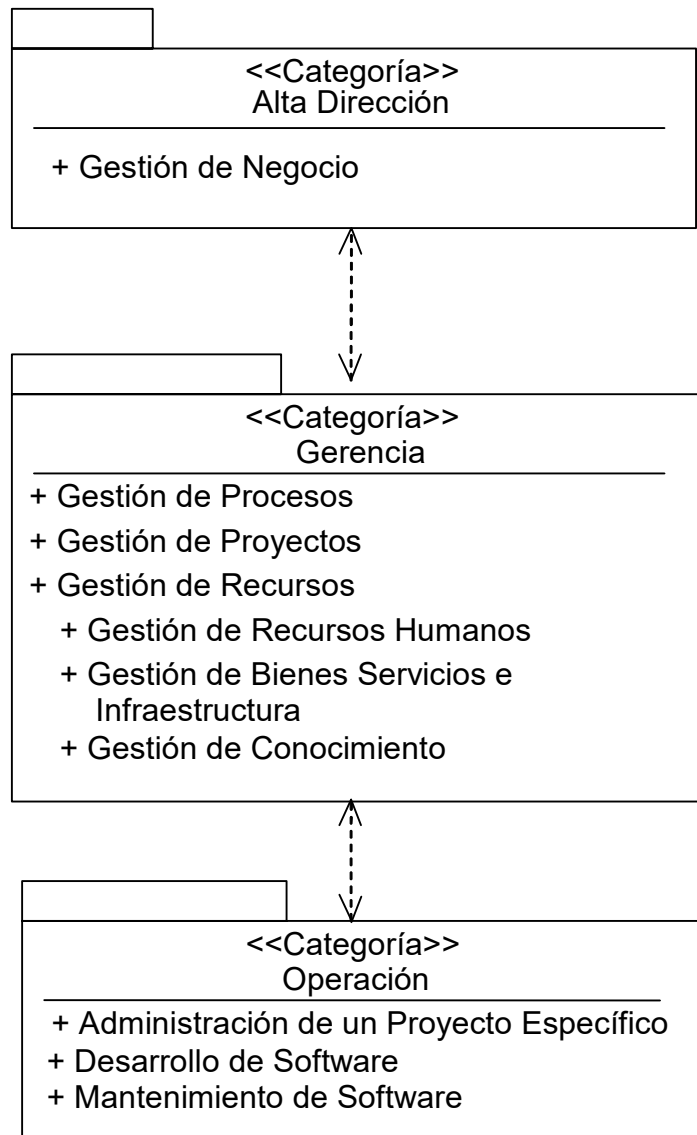 <<Categoría>>
Alta Dirección
+ Gestión de Negocio
<<Categoría>>
Gerencia
+ Gestión de Procesos
+ Gestión de Proyectos
+ Gestión de Recursos
+ Gestión de Recursos Humanos
+ Gestión de Bienes Servicios e
Infraestructura
+ Gestión de Conocimiento
<<Categoría>>
Operación
+ Administración de un Proyecto Específico
+ Desarrollo de Software
+ Mantenimiento de Software